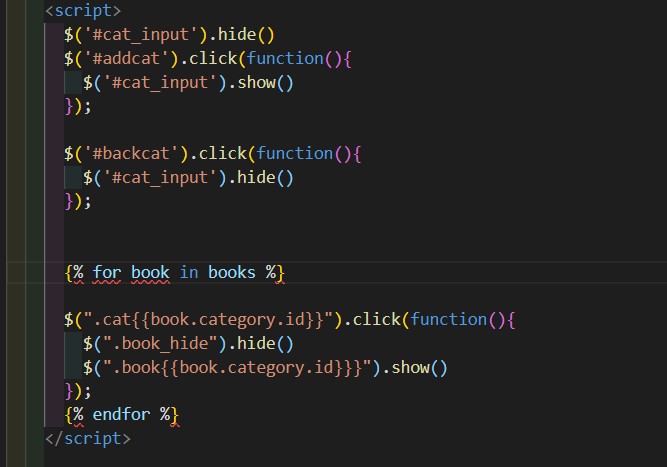 <script>
$('#cat_input').hide()
$('#addcat').click(function(){
$('#cat_input').show()
});
$('#backcat').click(function(){
$('#cat_input').hide()
});
{% for book in books %}
$(".cat{{book.category.id}}").click(function(){
$(".book_hide").hide()
$(".book{{book.category.id}}}").show()
});
{% endfor %}
</script>